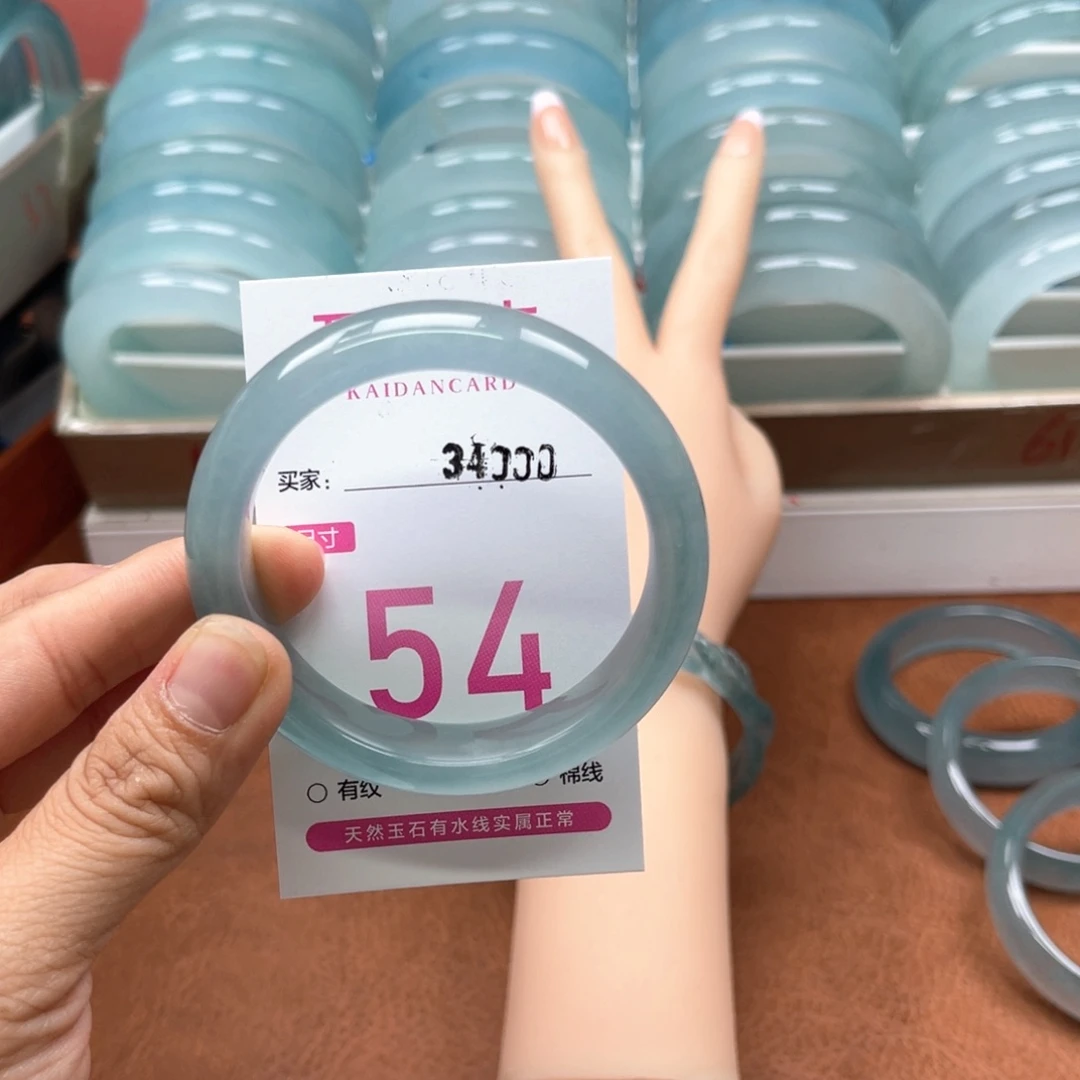 KAIDANCARD
买家: 34000
尺寸
54
有纹 棉线
天然玉石有水线实属正常